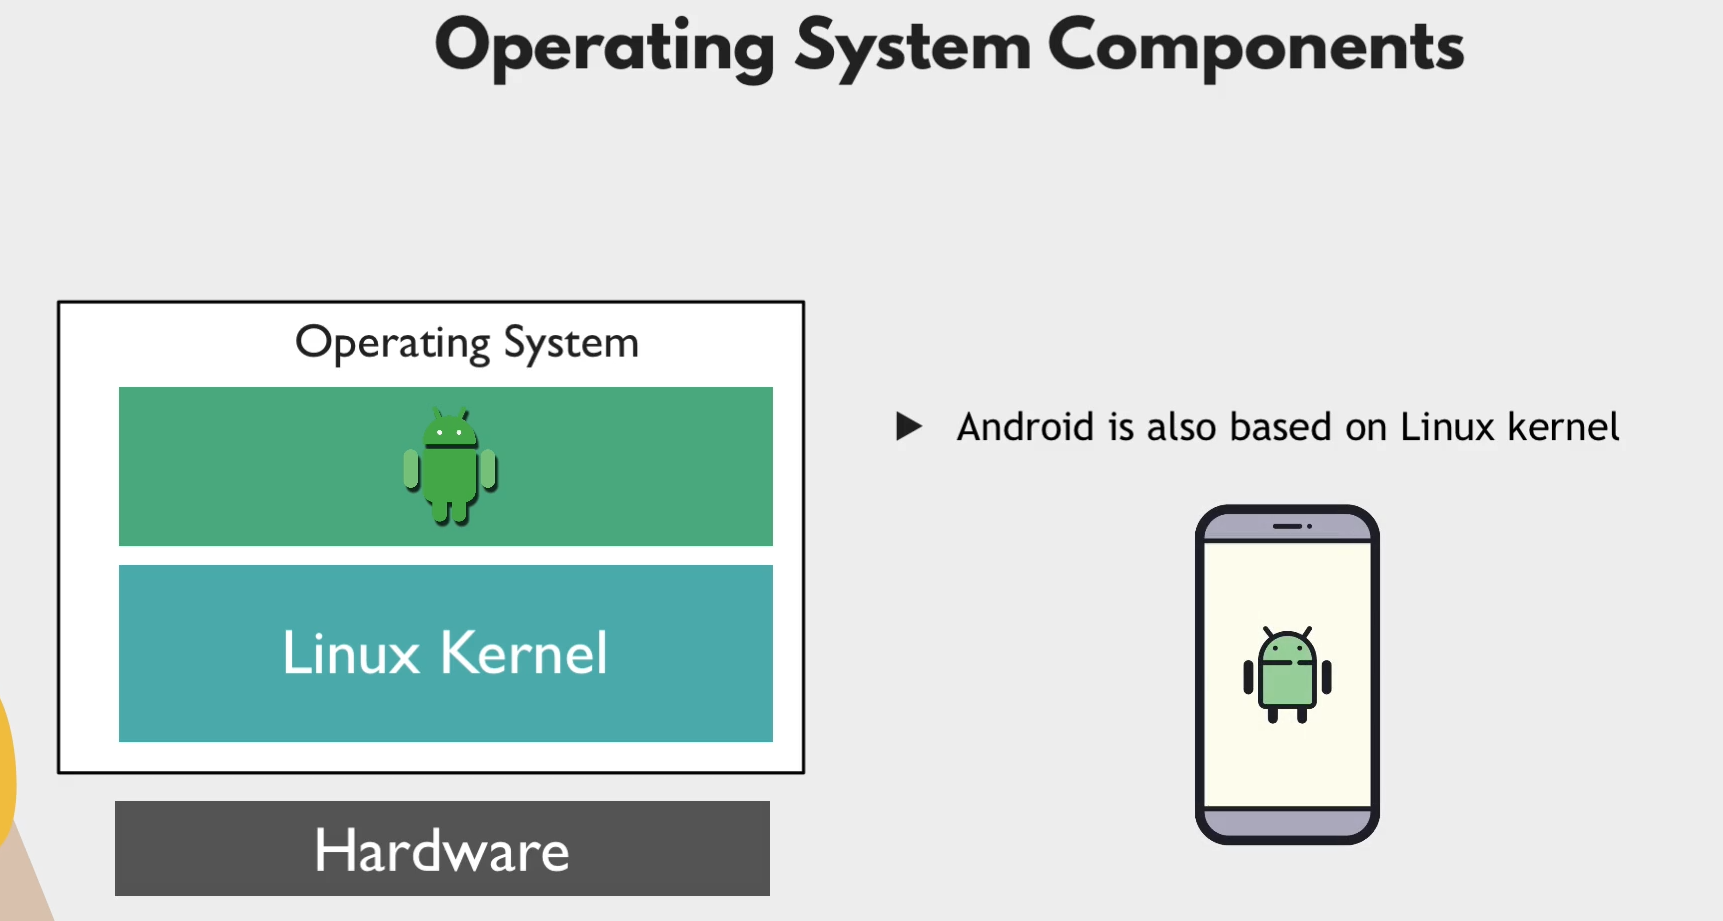 Operating System Components
Operating System
Android is also based on Linux kernel
Linux Kernel
Hardware